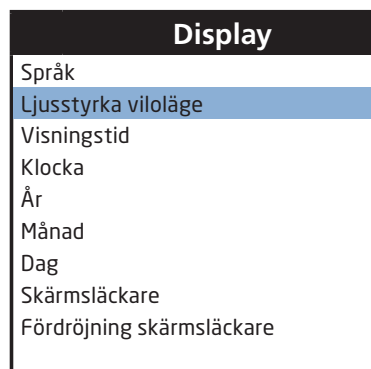 Display
Språk
Ljusstyrka viloläge
Visningstid
Klocka
År
Månad
Dag
Skärmsläckare
Fördröjning skärmsläckare